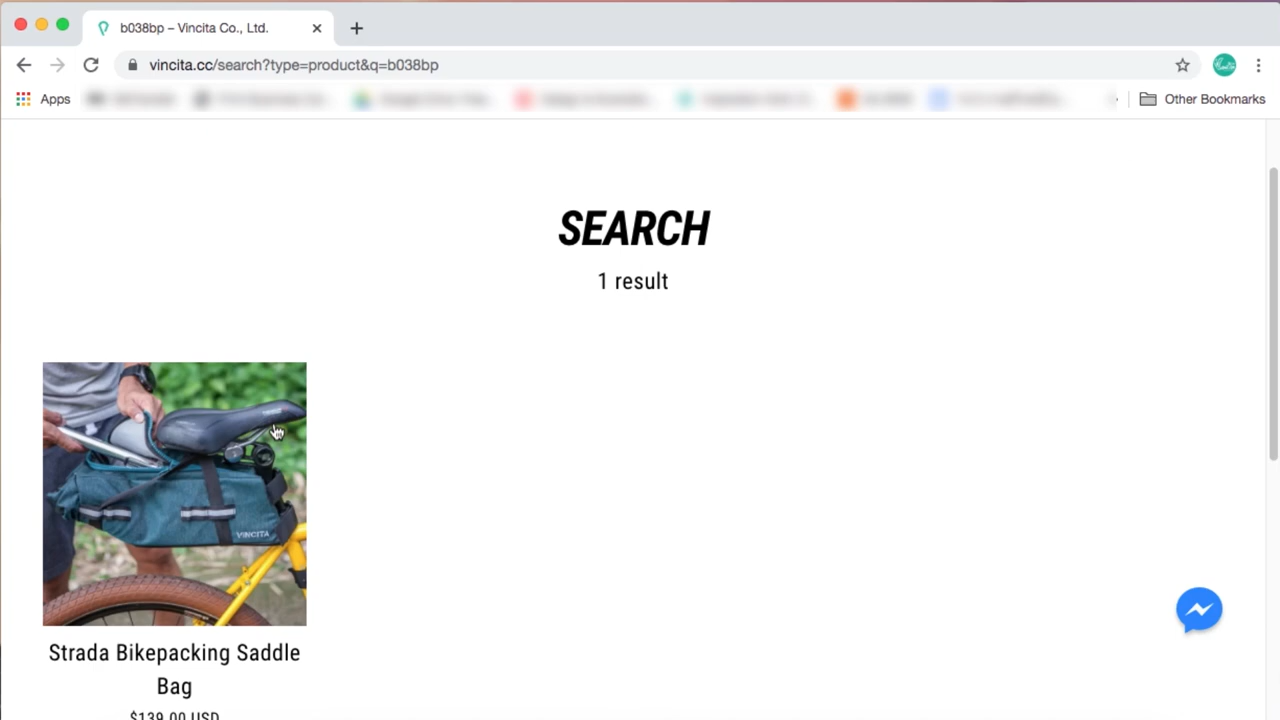 b038bp – Vincita Co., Ltd.
vincita.cc/search?type=product&q=b038bp
Apps
Other Bookmarks
SEARCH
1 result
VINCITA
Strada Bikepacking Saddle
Bag
$139.00 USD